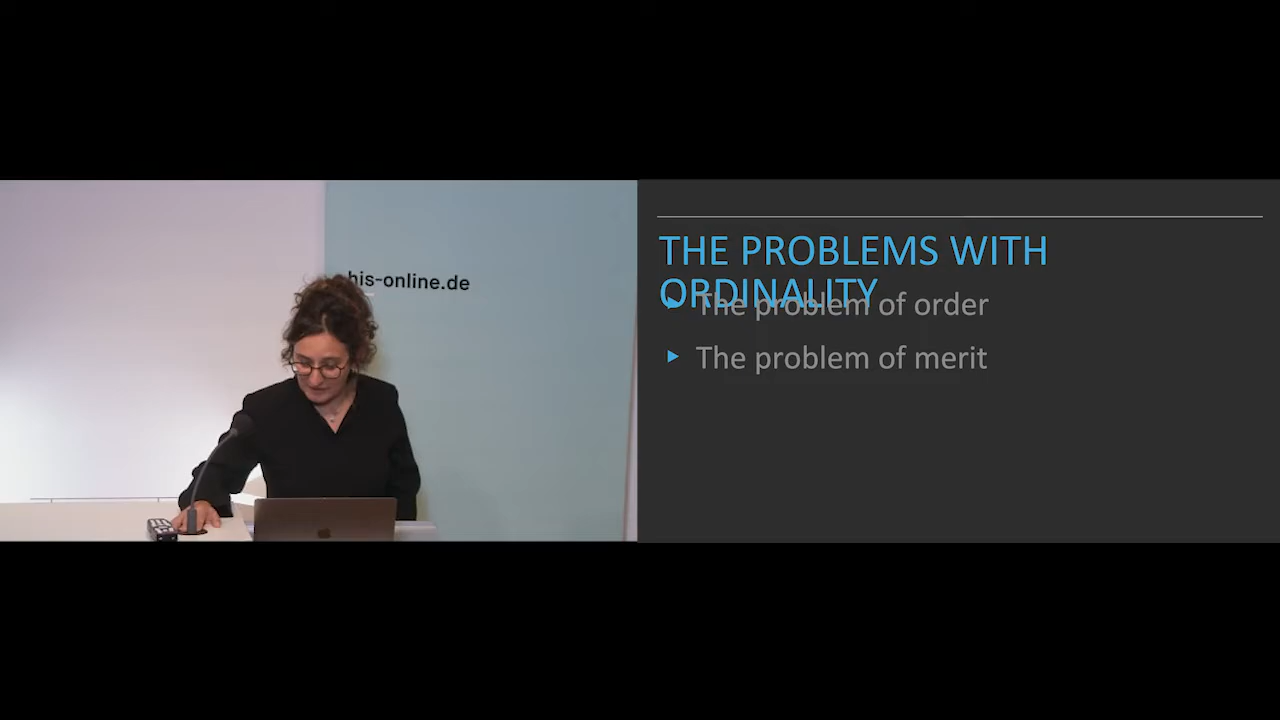 his-online.de
THE PROBLEMS WITH
ORDINALITY
The problem of order
The problem of merit